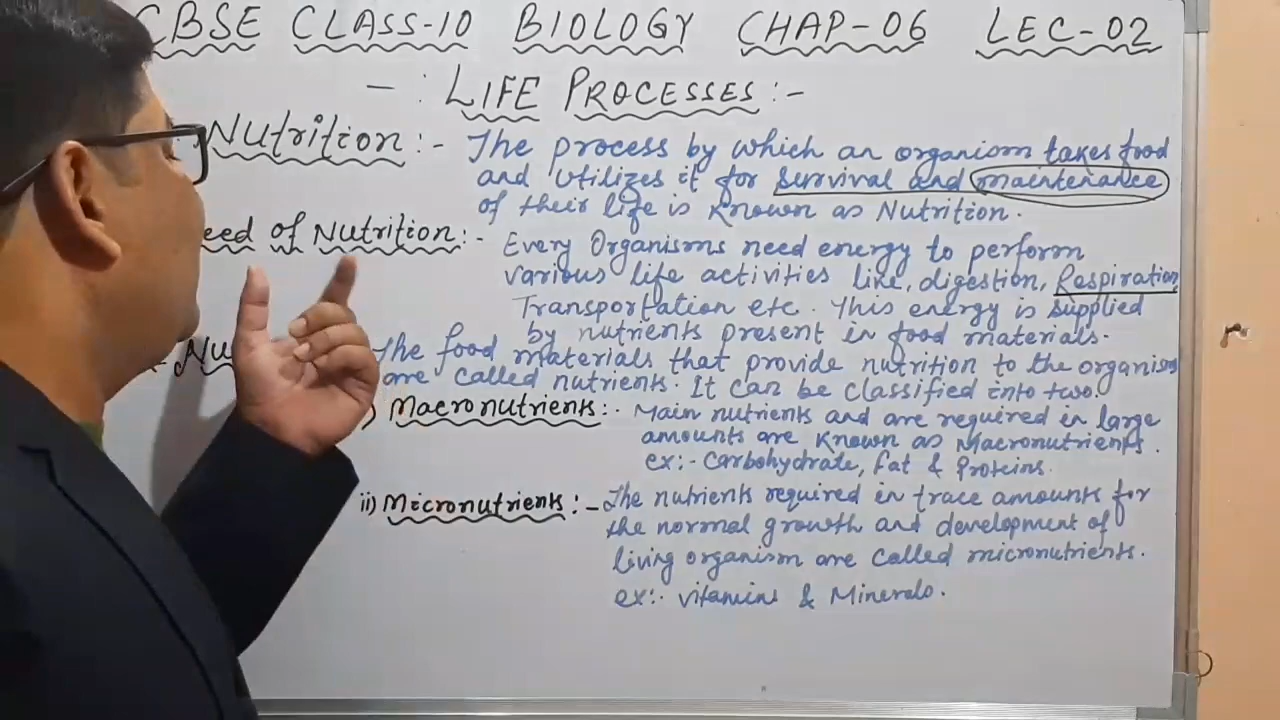 CBSE CLASS-10 BIOLOGY CHAP-06 LEC-02
- : LIFE PROCESSES :-
Nutrition :- The process by which an organism takes food
and utilizes it for survival and maintenance
of their life is known as Nutrition.
eed of Nutrition :- Every Organisms need energy to perform
various life activities like, digestion, Respiration,
Transportation etc. This energy is supplied
by nutrients present in food materials.
Nu The food materials that provide nutrition to the organism
are called nutrients. It can be classified into two.
i) Macronutrients :- Main nutrients and are required in large
amounts are known as Macronutrients.
ex:- Carbohydrate, Fat & Proteins.
ii) Micronutrients :- The nutrients required in trace amounts for
the normal growth and development of
living organism are called micronutrients.
ex:- vitamins & Minerals.